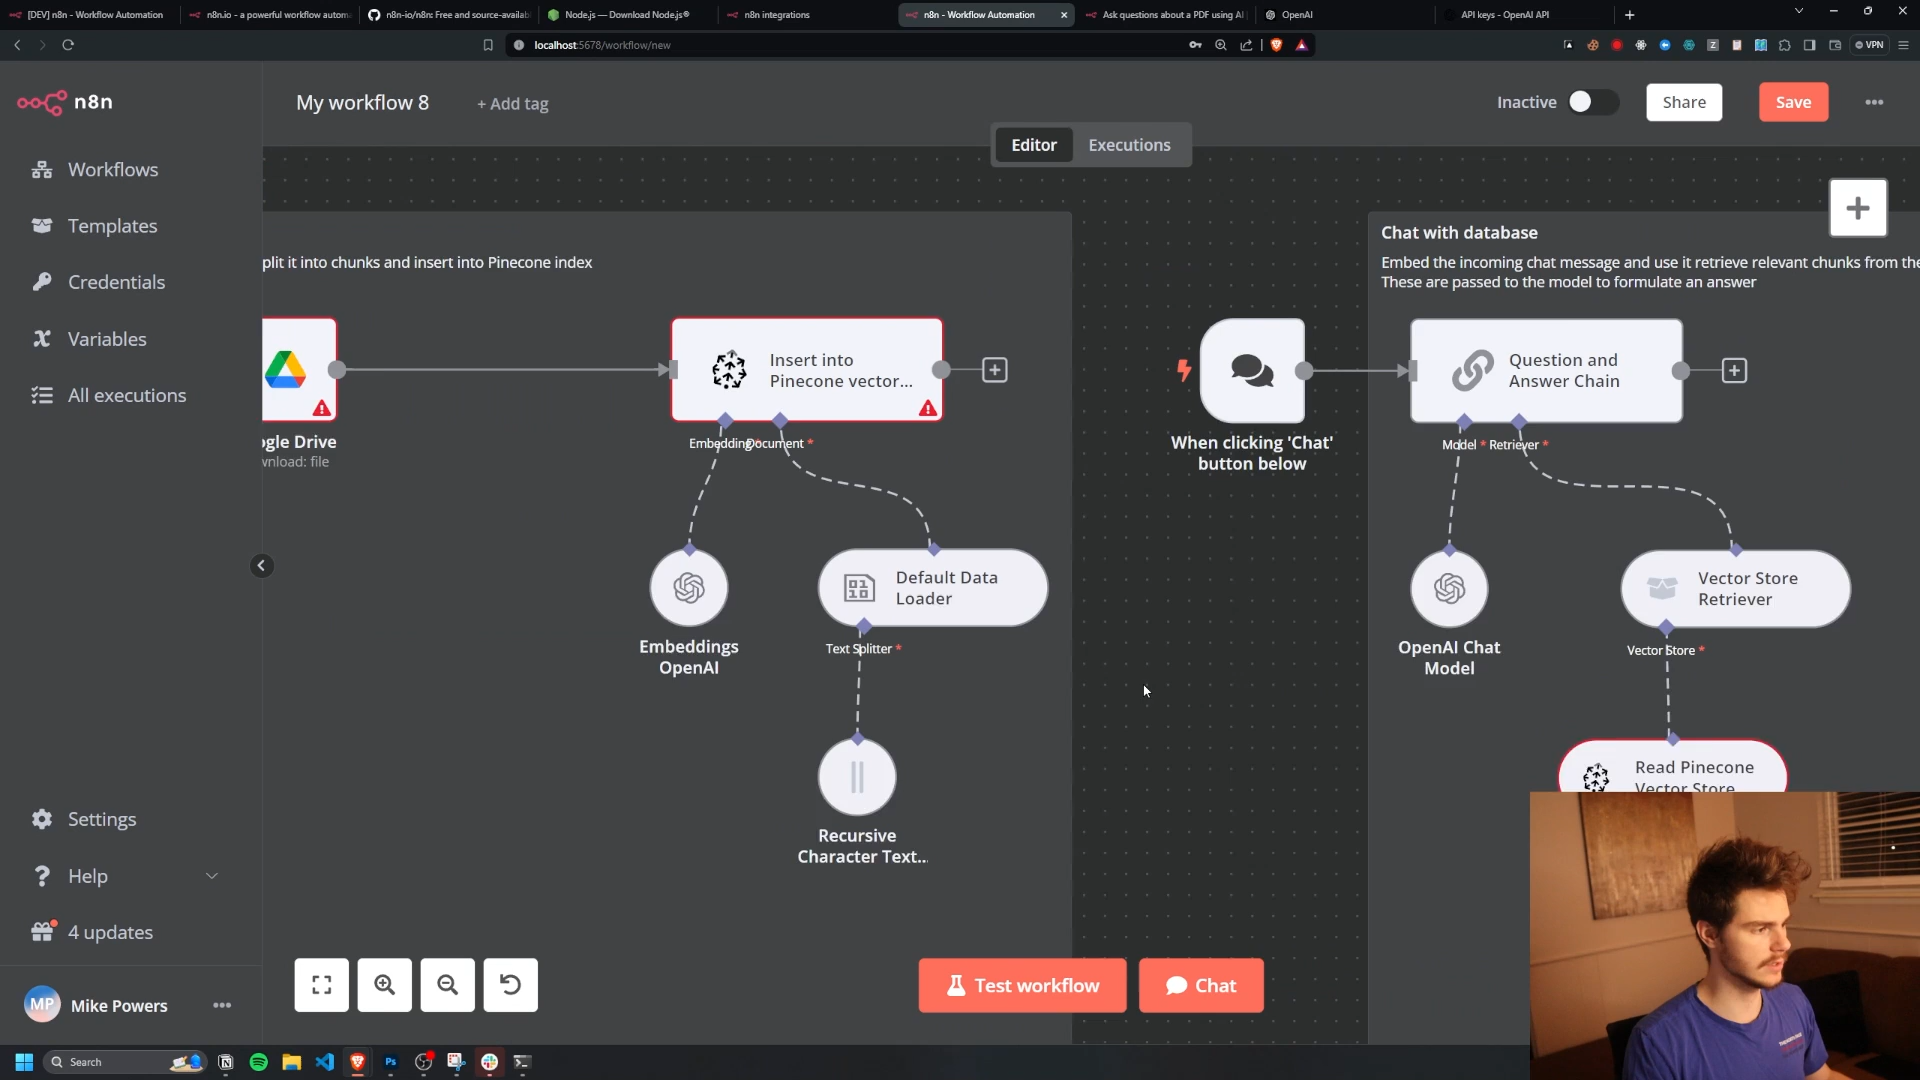 [DEV] n8n - Workflow Automation
n8n.io - a powerful workflow autom
n8n-io/n8n: Free and source-availab
Node.js — Download Node.js®
n8n integrations
n8n - Workflow Automation
Ask questions about a PDF using AI
OpenAI
API keys - OpenAI API
localhost:5678/workflow/new
VPN
n8n
My workflow 8
+ Add tag
Inactive
Share
Save
Editor
Executions
Workflows
Templates
Credentials
Variables
All executions
Settings
Help
4 updates
MP
Mike Powers
plit it into chunks and insert into Pinecone index
Chat with database
Embed the incoming chat message and use it retrieve relevant chunks from the
These are passed to the model to formulate an answer
ogle Drive
wnload: file
Insert into
Pinecone vector...
Embedding *
Document *
Embeddings
OpenAI
Default Data
Loader
Text Splitter *
Recursive
Character Text...
When clicking 'Chat'
button below
Question and
Answer Chain
Model *
Retriever *
OpenAI Chat
Model
Vector Store
Retriever
Vector Store *
Read Pinecone
Vector Store
Test workflow
Chat
Search